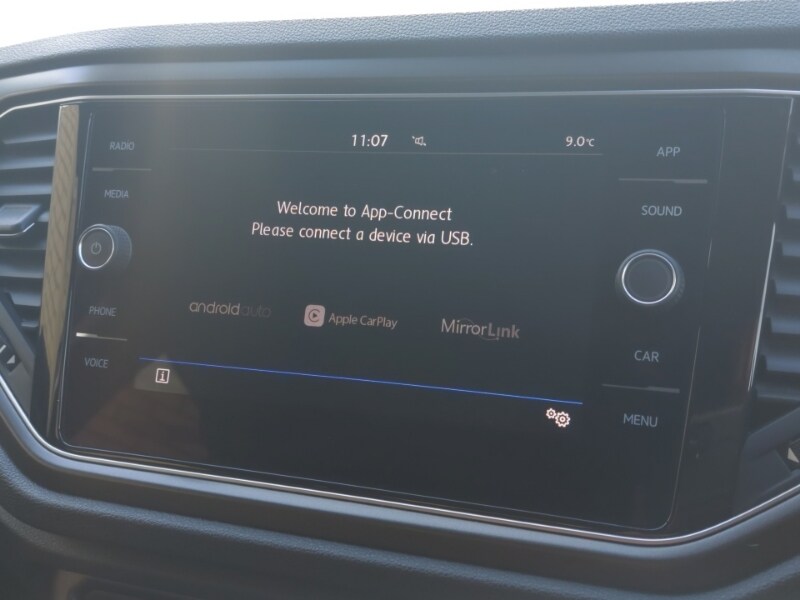 RADIO
11:07
9.0°C
APP
MEDIA
Welcome to App-Connect
Please connect a device via USB.
SOUND
PHONE
androidauto
Apple CarPlay
MirrorLink
VOICE
CAR
i
MENU